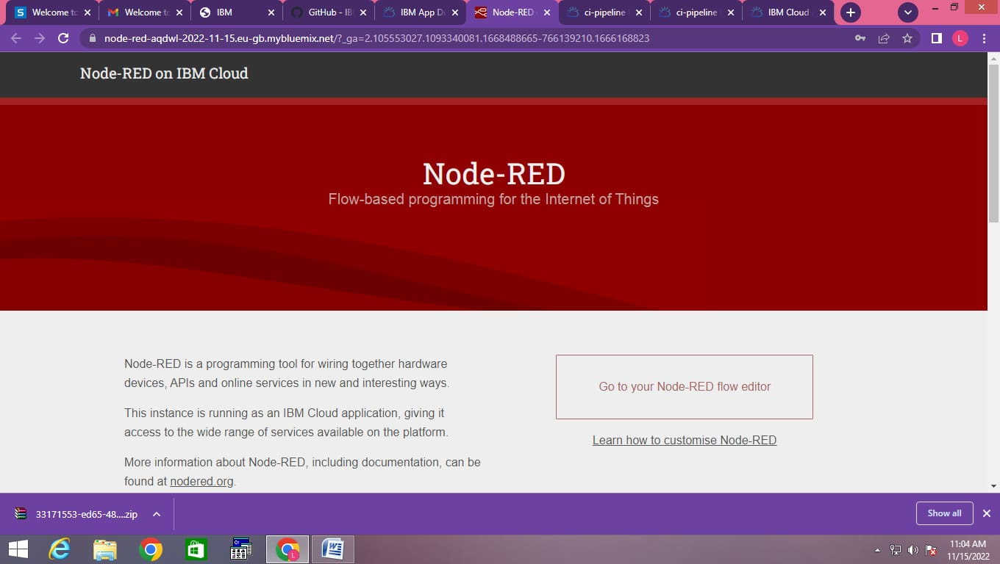 Welcome to
Welcome to
IBM
GitHub - IB
IBM App De
Node-RED
ci-pipeline
ci-pipeline
IBM Cloud
node-red-aqdwl-2022-11-15.eu-gb.mybluemix.net/?_ga=2.105553027.1093340081.1668488665-766139210.1666168823
L
Node-RED on IBM Cloud
Node-RED
Flow-based programming for the Internet of Things
Node-RED is a programming tool for wiring together hardware
devices, APIs and online services in new and interesting ways.
This instance is running as an IBM Cloud application, giving it
access to the wide range of services available on the platform.
More information about Node-RED, including documentation, can be
found at nodered.org.
Go to your Node-RED flow editor
Learn how to customise Node-RED
33171553-ed65-48....zip
Show all
L
11:04 AM
11/15/2022